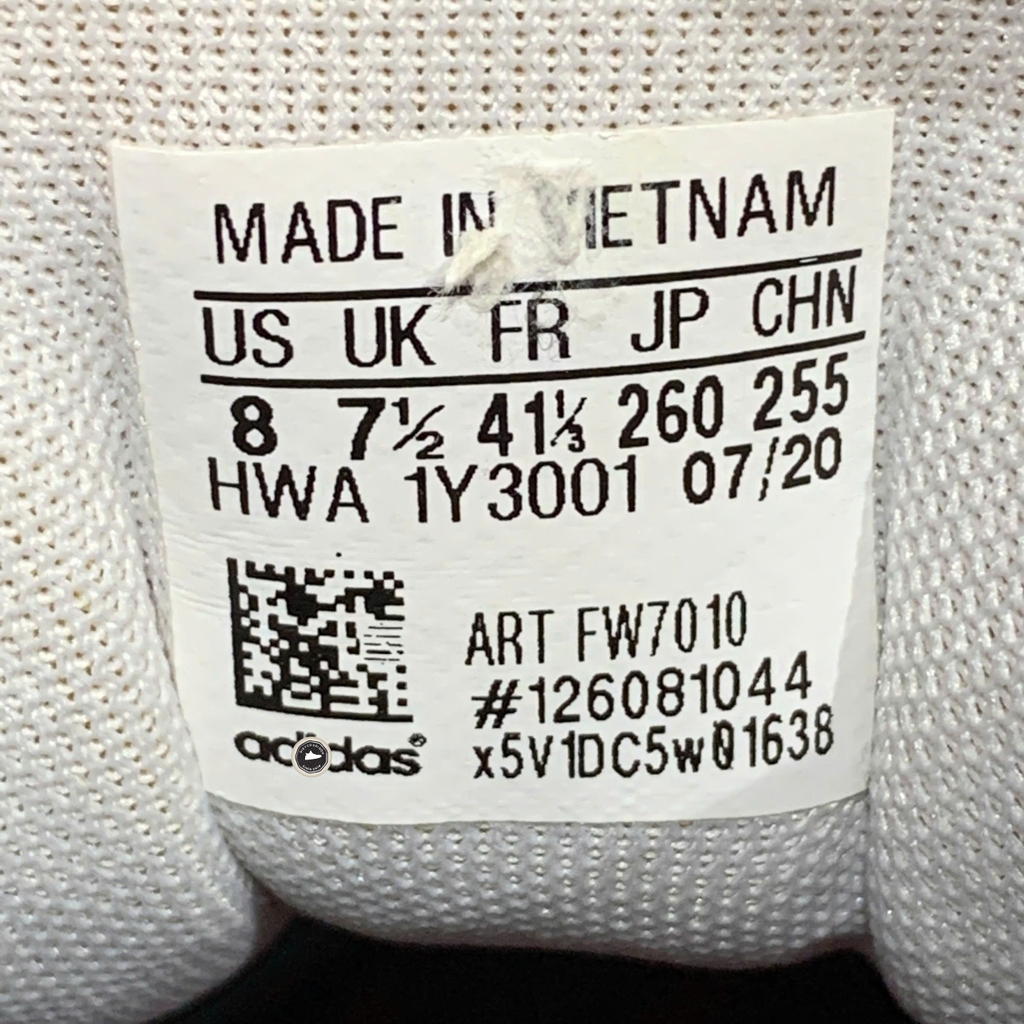 MADE IN VIETNAM
US UK FR JP CHN
8 7½ 41⅓ 260 255
HWA 1Y3001 07/20
ART FW7010
#126081044
x5V1DC5w01638
adidas®